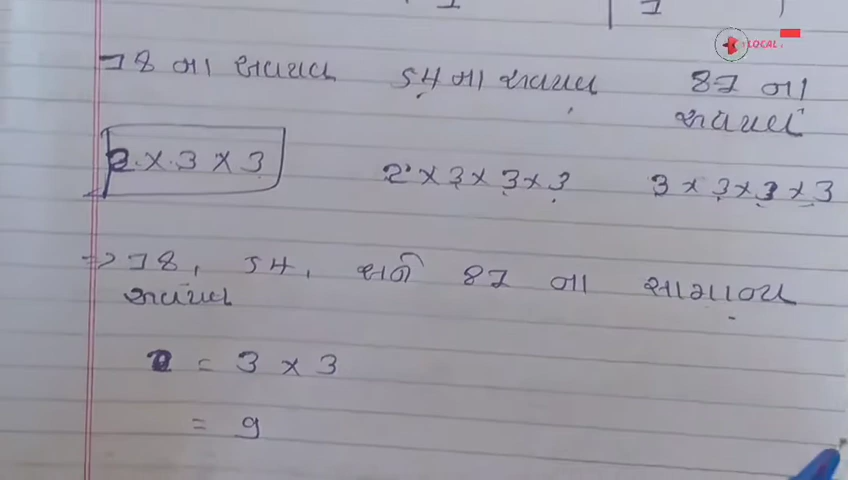 18 ના અવયવ 54 ના અવયવ 81 ના
અવયવ
2 × 3 × 3 2 × 3 × 3 × 3 3 × 3 × 3 × 3
⇒ 18, 54, અને 81 ના સામાન્ય
અવયવ
= 3 × 3
= 9
LOCAL